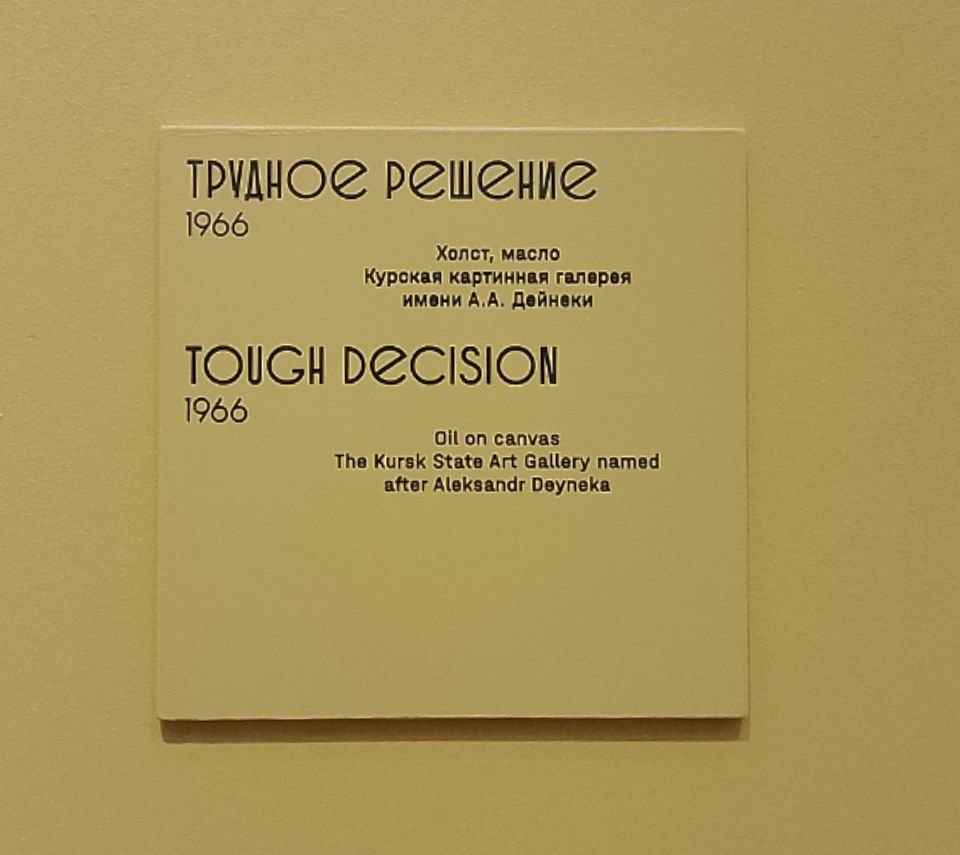 ТРУДНОЕ РЕШЕНИЕ
1966
Холст, масло
Курская картинная галерея
имени А.А. Дейнеки
TOUGH DECISION
1966
Oil on canvas
The Kursk State Art Gallery named
after Aleksandr Deyneka